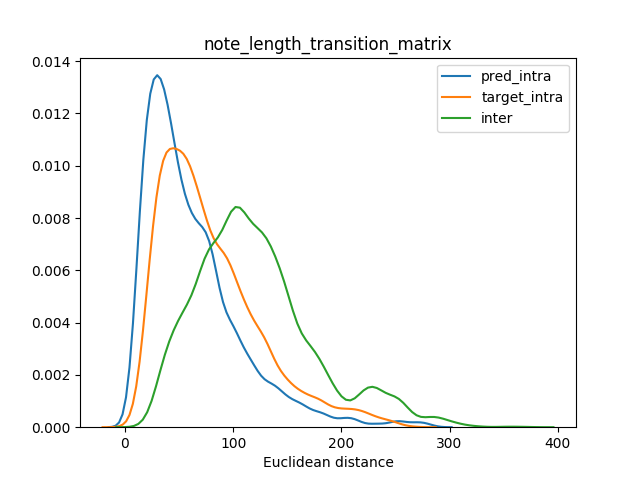 note_length_transition_matrix
0.014
0.012
0.010
0.008
0.006
0.004
0.002
0.000
pred_intra
target_intra
inter
0 100 200 300 400
Euclidean distance